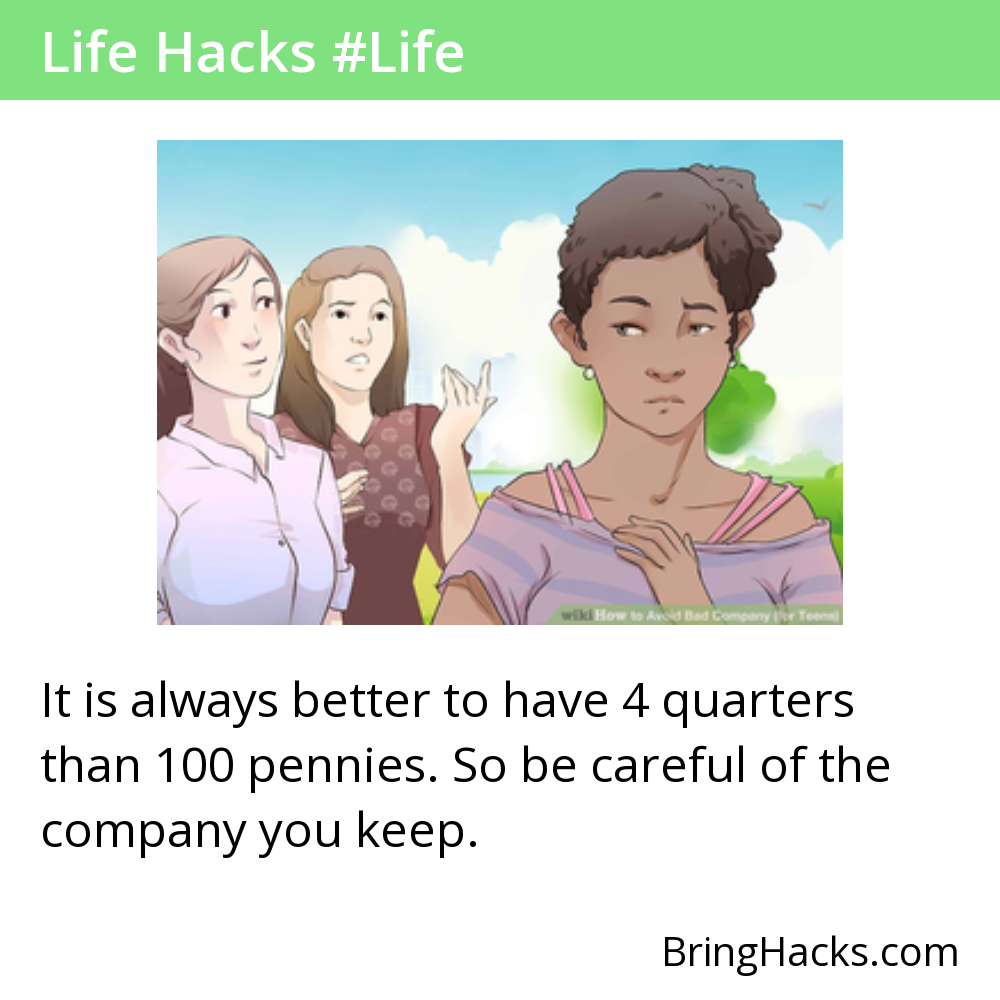 Life Hacks #Life
wikiHow to Avoid Bad Company (for Teens)
It is always better to have 4 quarters
than 100 pennies. So be careful of the
company you keep.
BringHacks.com